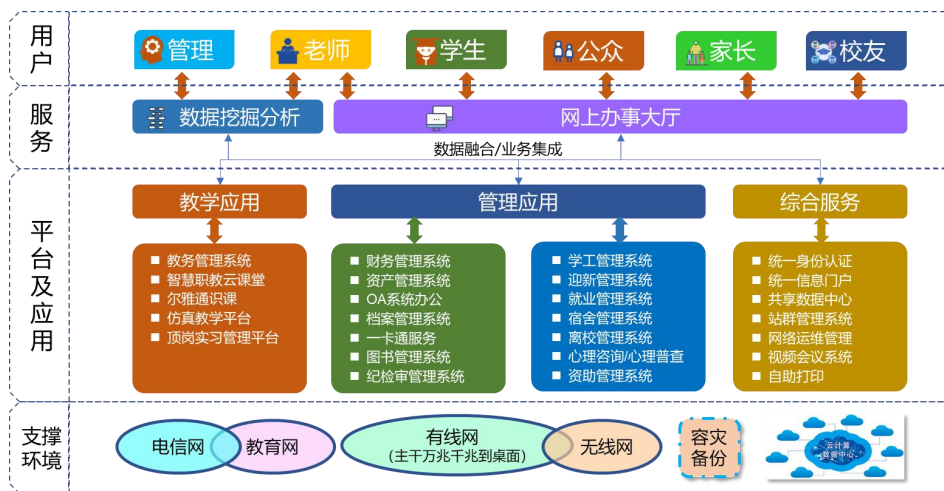 用户
管理
老师
学生
公众
家长
校友
服务
数据挖掘分析
网上办事大厅
数据融合/业务集成
平台及应用
教学应用
管理应用
综合服务
教务管理系统
智慧职教云课堂
尔雅通识课
仿真教学平台
顶岗实习管理平台
财务管理系统
资产管理系统
OA系统办公
档案管理系统
一卡通服务
图书管理系统
纪检审管理系统
学工管理系统
迎新管理系统
就业管理系统
宿舍管理系统
离校管理系统
心理咨询/心理普查
资助管理系统
统一身份认证
统一信息门户
共享数据中心
站群管理系统
网络运维管理
视频会议系统
自助打印
支撑
环境
电信网
教育网
有线网
(主干万兆千兆到桌面)
无线网
容灾
备份
云计算
数据中心